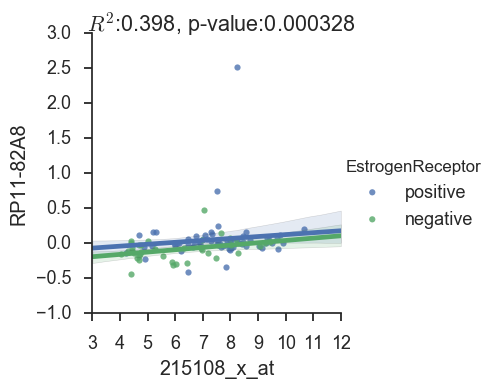 R²:0.398, p-value:0.000328
3.0
2.5
2.0
1.5
1.0
0.5
0.0
−0.5
−1.0
RP11-82A8
3 4 5 6 7 8 9 10 11 12
215108_x_at
EstrogenReceptor
positive
negative